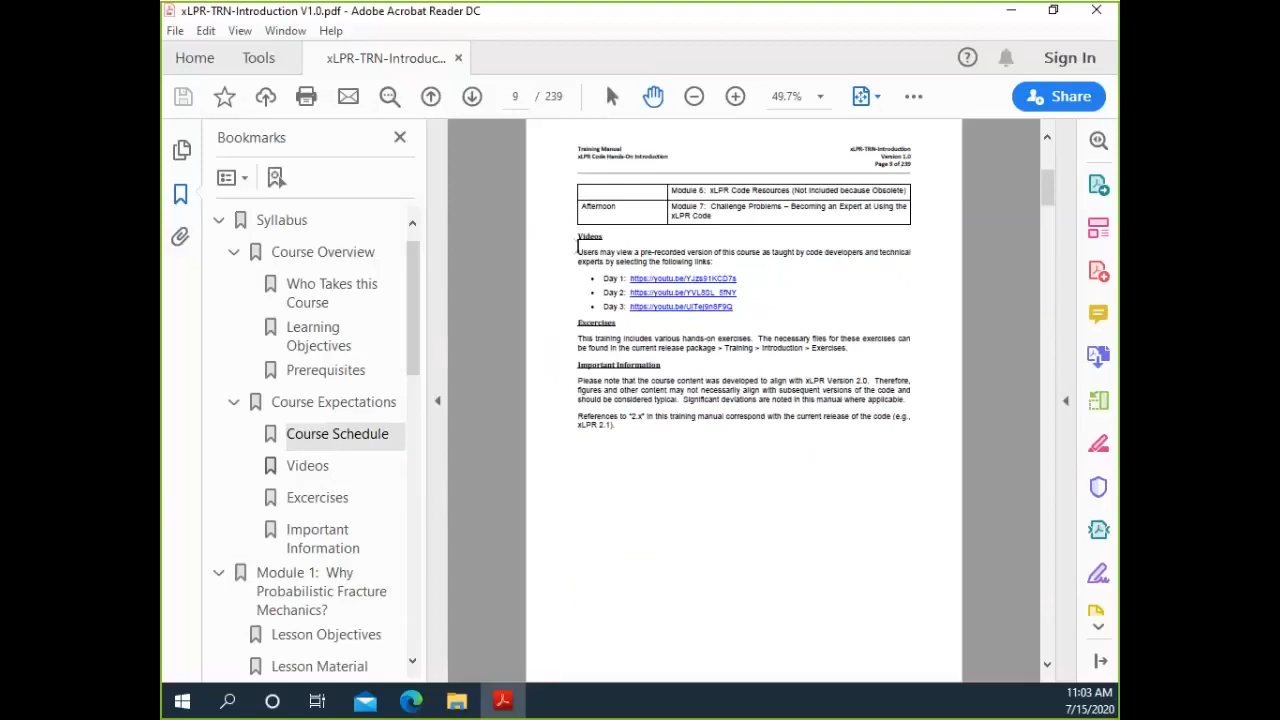 xLPR-TRN-Introduction V1.0.pdf - Adobe Acrobat Reader DC
File Edit View Window Help
Home Tools xLPR-TRN-Introduc... Sign In
9 / 239 49.7% Share
Bookmarks
Syllabus
Course Overview
Who Takes this
Course
Learning
Objectives
Prerequisites
Course Expectations
Course Schedule
Videos
Excercises
Important
Information
Module 1: Why
Probabilistic Fracture
Mechanics?
Lesson Objectives
Lesson Material
Training Manual xLPR-TRN-Introduction
xLPR Code Hands-On Introduction Version 1.0
Page 9 of 239
Module 6: xLPR Code Resources (Not Included because Obsolete)
Afternoon Module 7: Challenge Problems – Becoming an Expert at Using the
xLPR Code
Videos
Users may view a pre-recorded version of this course as taught by code developers and technical
experts by selecting the following links:
• Day 1:
• Day 2:
• Day 3:
Excercises
This training includes various hands-on exercises. The necessary files for these exercises can
be found in the current release package > Training > Introduction > Exercises.
Important Information
Please note that the course content was developed to align with xLPR Version 2.0. Therefore,
figures and other content may not necessarily align with subsequent versions of the code and
should be considered typical. Significant deviations are noted in this manual where applicable.
References to "2.x" in this training manual correspond with the current release of the code (e.g.,
xLPR 2.1).
11:03 AM
7/15/2020